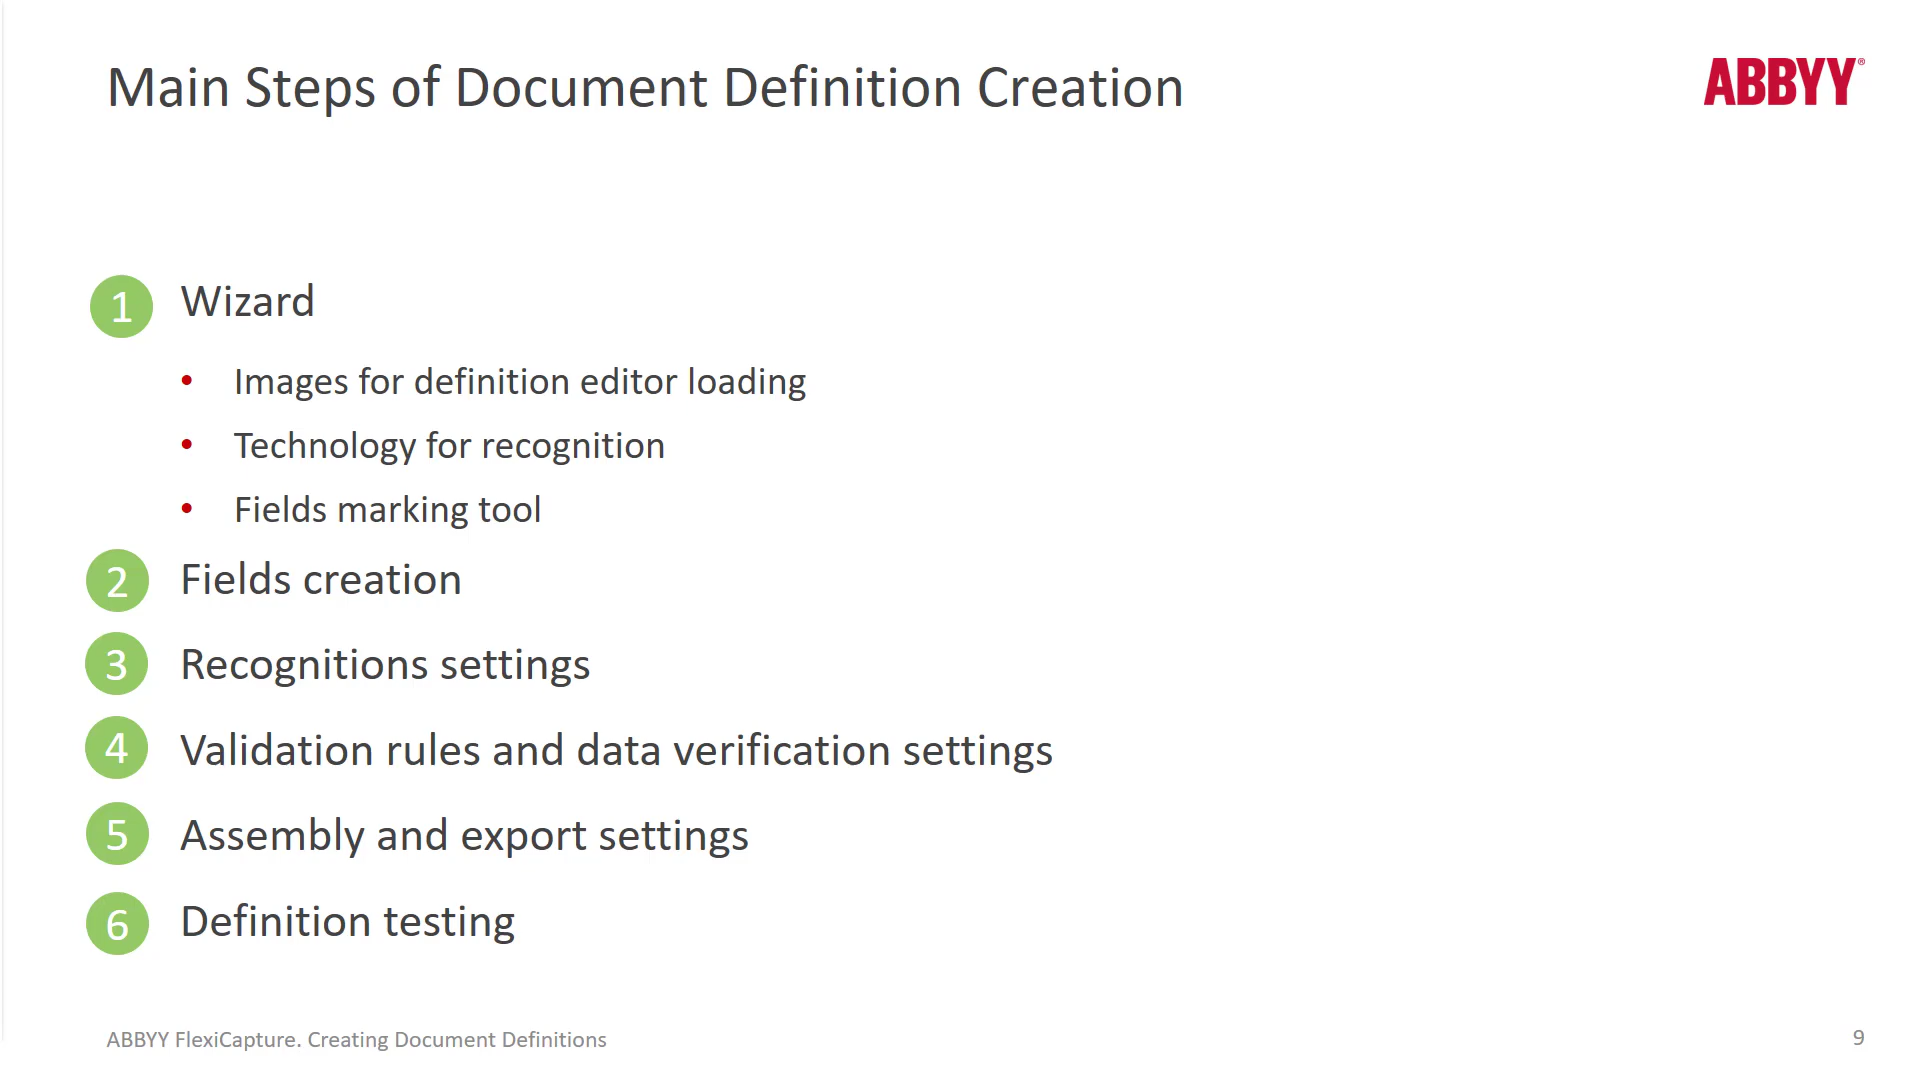 Main Steps of Document Definition Creation
ABBYY®
1 Wizard
• Images for definition editor loading
• Technology for recognition
• Fields marking tool
2 Fields creation
3 Recognitions settings
4 Validation rules and data verification settings
5 Assembly and export settings
6 Definition testing
ABBYY FlexiCapture. Creating Document Definitions
9